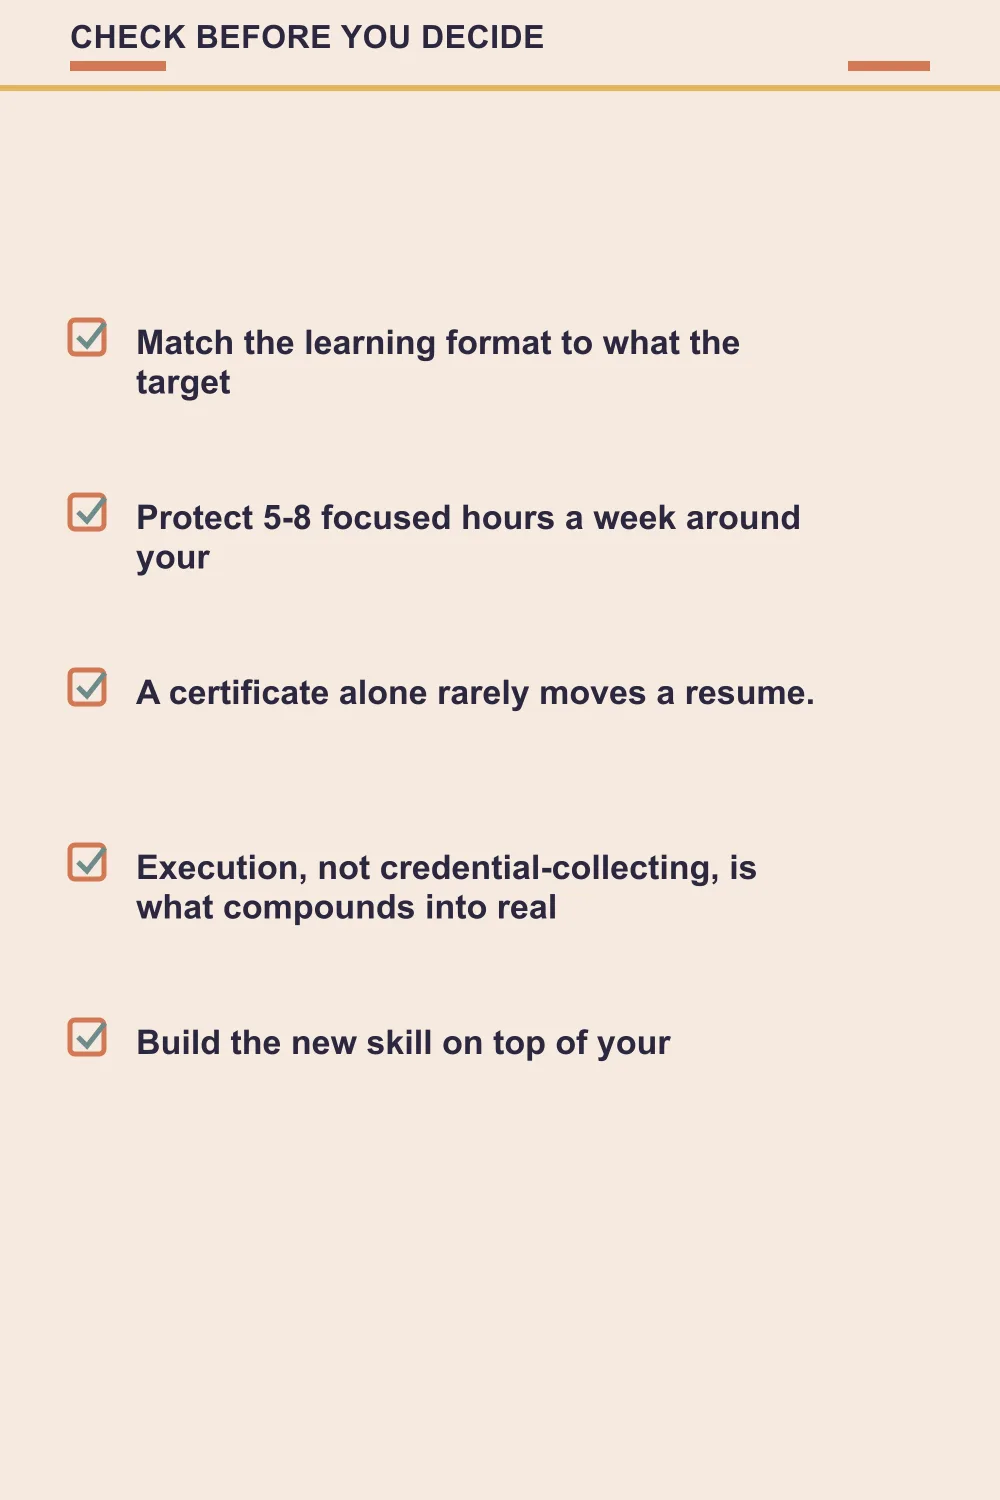 CHECK BEFORE YOU DECIDE
Match the learning format to what the
target
Protect 5-8 focused hours a week around
your
A certificate alone rarely moves a resume.
Execution, not credential-collecting, is
what compounds into real
Build the new skill on top of your